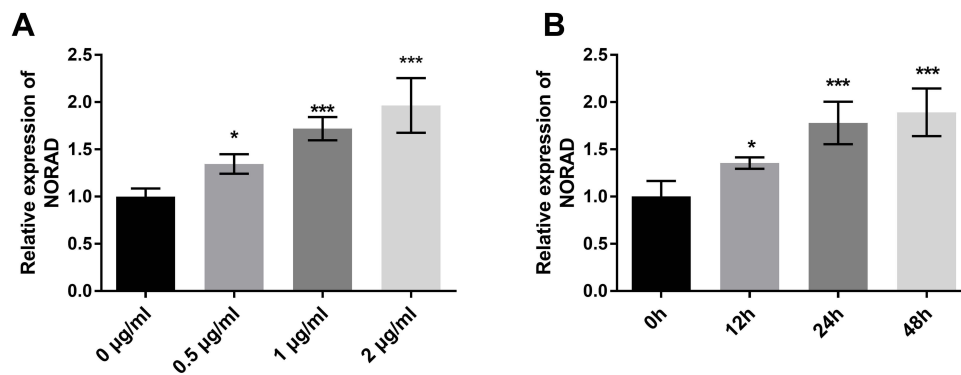 A
Relative expression of
NORAD
2.5
2.0
1.5
1.0
0.5
0.0
*
***
***
0 μg/ml
0.5 μg/ml
1 μg/ml
2 μg/ml
B
Relative expression of
NORAD
2.5
2.0
1.5
1.0
0.5
0.0
*
***
***
0h
12h
24h
48h